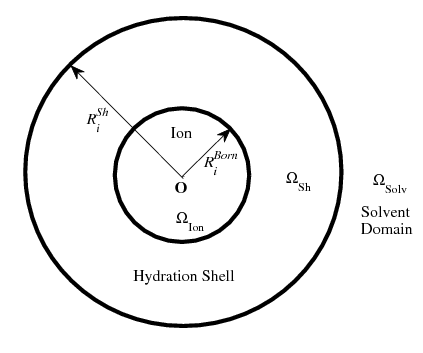 Ion
R_i^Sh
R_i^Born
O
Ω_Sh
Ω_Solv
Solvent
Domain
Ω_Ion
Hydration Shell